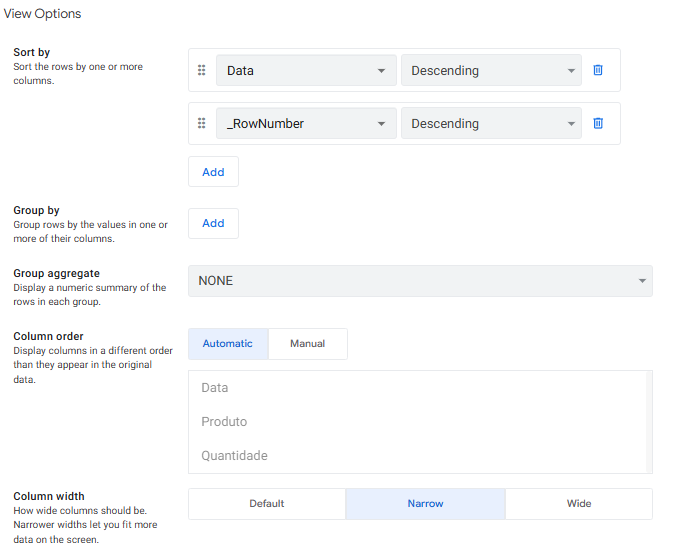 View Options
Sort by
Sort the rows by one or more
columns.
Data
Descending
_RowNumber
Descending
Add
Group by
Group rows by the values in one or
more of their columns.
Add
Group aggregate
Display a numeric summary of the
rows in each group.
NONE
Column order
Display columns in a different order
than they appear in the original
data.
Automatic
Manual
Data
Produto
Quantidade
Column width
How wide columns should be.
Narrower widths let you fit more
data on the screen.
Default
Narrow
Wide